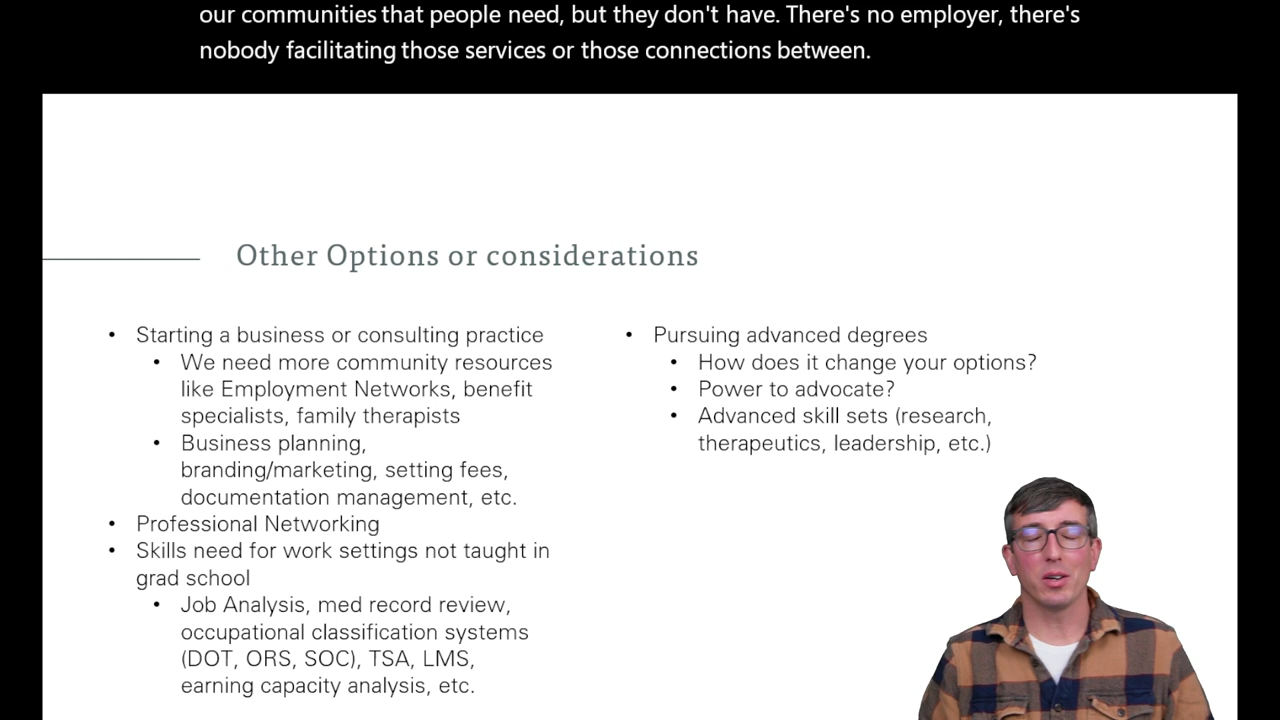 our communities that people need, but they don't have. There's no employer, there's
nobody facilitating those services or those connections between.
Other Options or considerations
• Starting a business or consulting practice
• We need more community resources
like Employment Networks, benefit
specialists, family therapists
• Business planning,
branding/marketing, setting fees,
documentation management, etc.
• Professional Networking
• Skills need for work settings not taught in
grad school
• Job Analysis, med record review,
occupational classification systems
(DOT, ORS, SOC), TSA, LMS,
earning capacity analysis, etc.
• Pursuing advanced degrees
• How does it change your options?
• Power to advocate?
• Advanced skill sets (research,
therapeutics, leadership, etc.)